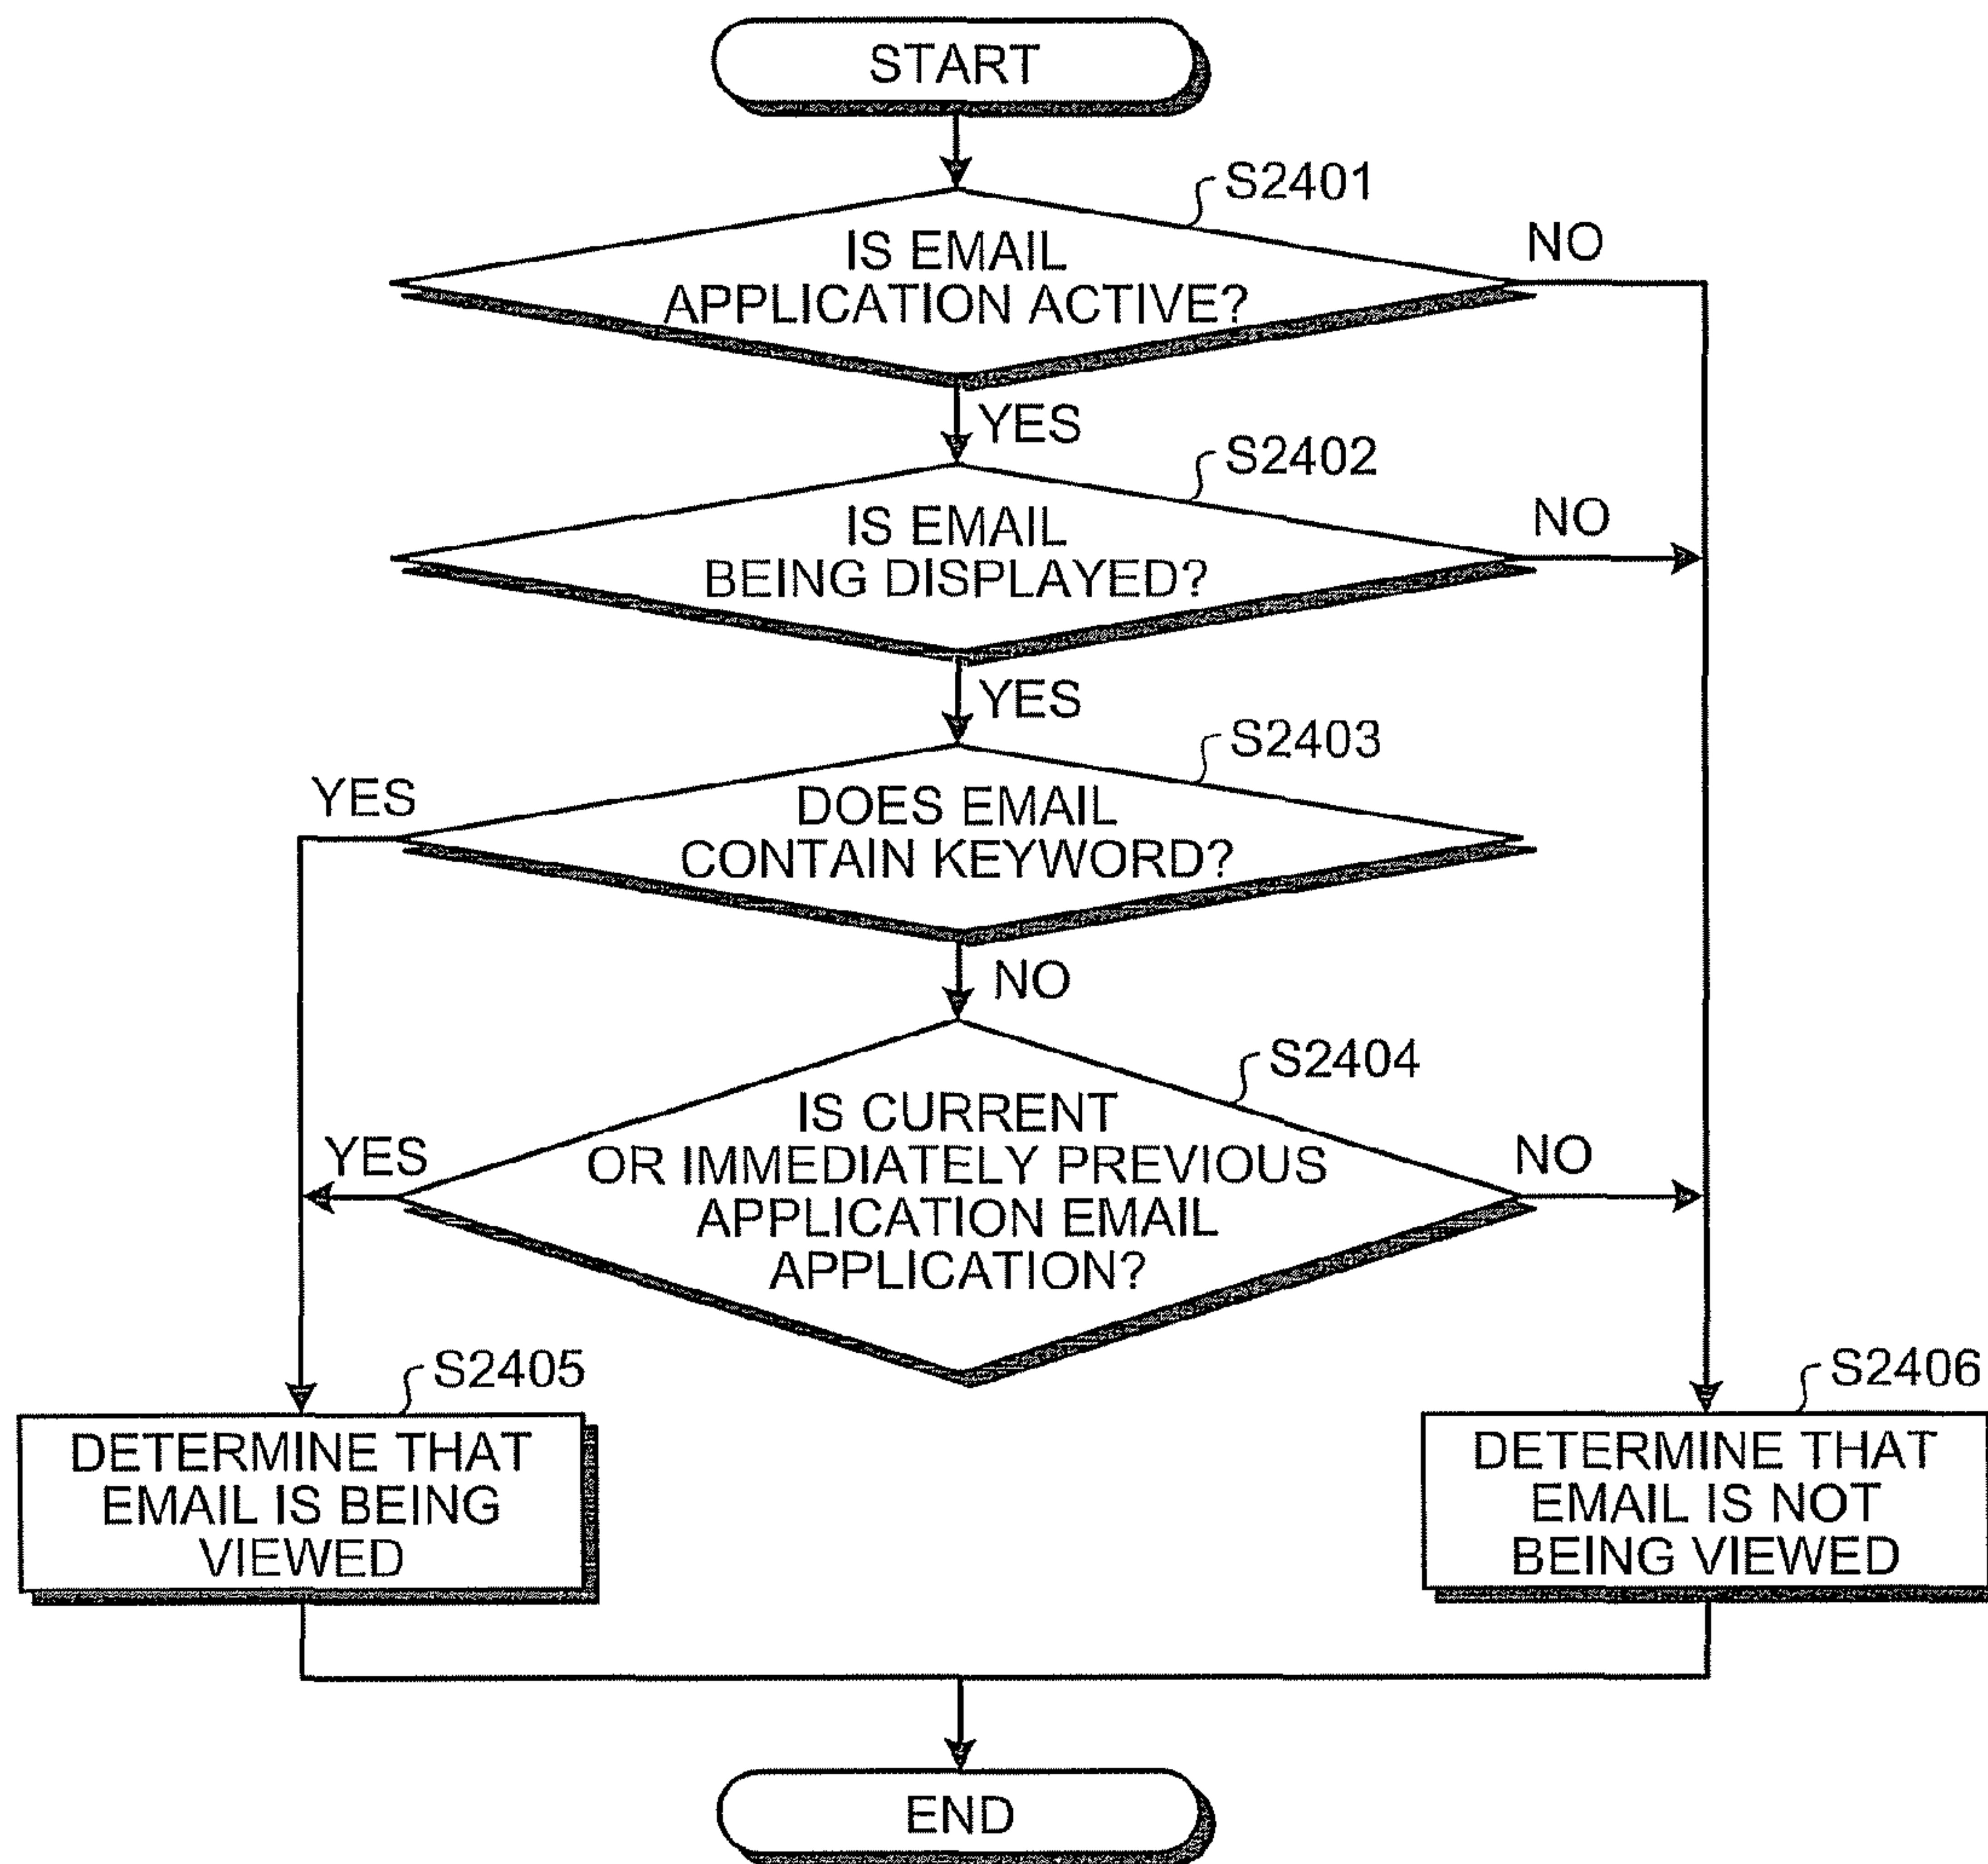 START
S2401
IS EMAIL
APPLICATION ACTIVE?
NO
YES
S2402
IS EMAIL
BEING DISPLAYED?
NO
YES
S2403
YES
DOES EMAIL
CONTAIN KEYWORD?
NO
S2404
IS CURRENT
OR IMMEDIATELY PREVIOUS
APPLICATION EMAIL
APPLICATION?
YES
NO
S2405
DETERMINE THAT
EMAIL IS BEING
VIEWED
S2406
DETERMINE THAT
EMAIL IS NOT
BEING VIEWED
END